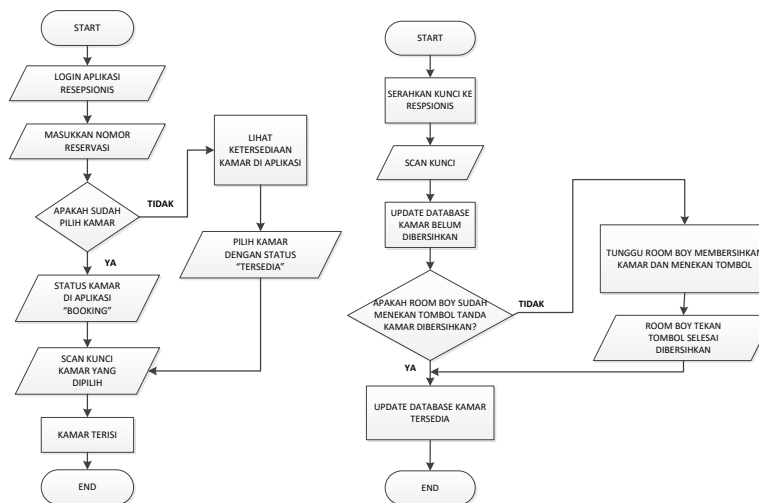 START
LOGIN APLIKASI
RESEPSIONIS
MASUKKAN NOMOR
RESERVASI
APAKAH SUDAH
PILIH KAMAR
TIDAK
YA
LIHAT
KETERSEDIAAN
KAMAR DI APLIKASI
PILIH KAMAR
DENGAN STATUS
“TERSEDIA”
STATUS KAMAR
DI APLIKASI
“BOOKING”
SCAN KUNCI
KAMAR YANG
DIPILIH
KAMAR TERISI
END
START
SERAHKAN KUNCI KE
RESPSIONIS
SCAN KUNCI
UPDATE DATABASE
KAMAR BELUM
DIBERSIHKAN
APAKAH ROOM BOY SUDAH
MENEKAN TOMBOL TANDA
KAMAR DIBERSIHKAN?
TIDAK
YA
TUNGGU ROOM BOY MEMBERSIHKAN
KAMAR DAN MENEKAN TOMBOL
ROOM BOY TEKAN
TOMBOL SELESAI
DIBERSIHKAN
UPDATE DATABASE KAMAR
TERSEDIA
END